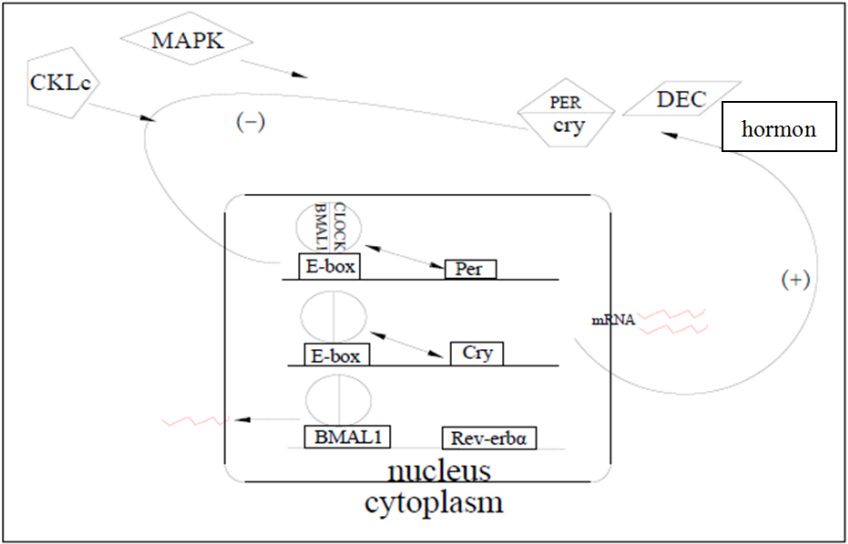 MAPK
CKLc
(−)
PER
cry
DEC
hormon
CLOCK
BMAL1
E-box
Per
(+)
mRNA
E-box
Cry
BMAL1
Rev-erbα
nucleus
cytoplasm